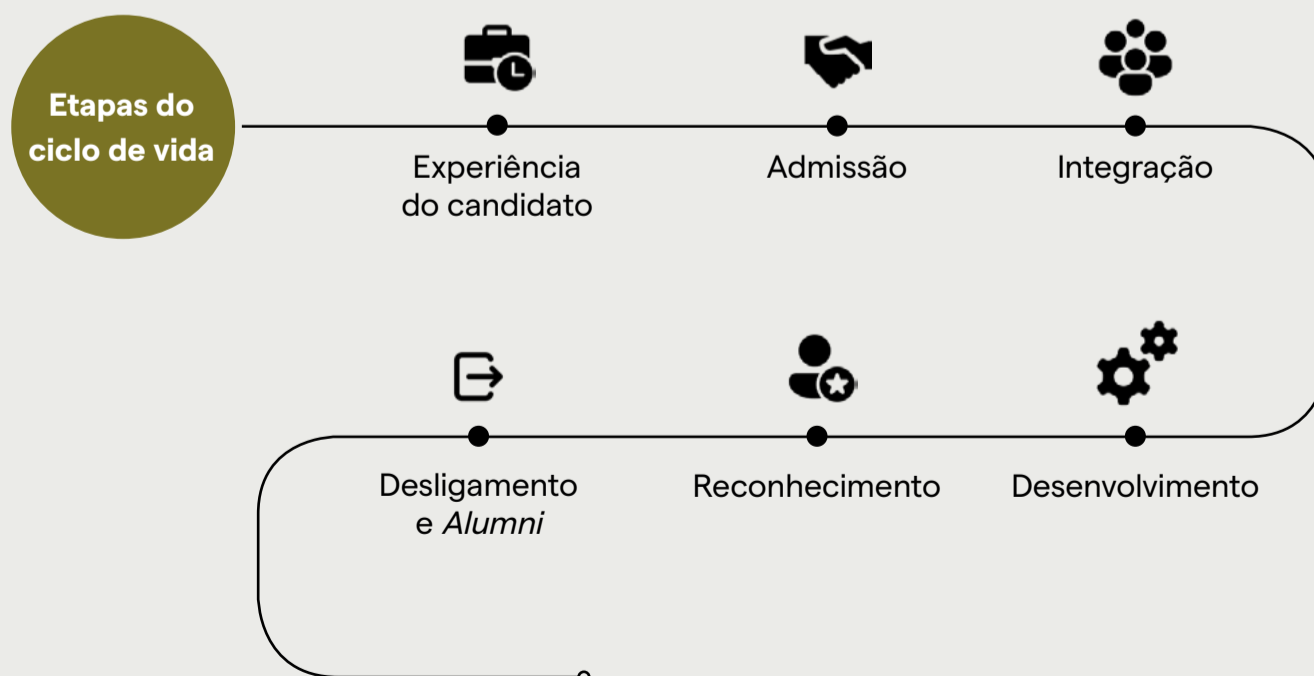 Etapas do
ciclo de vida
Experiência
do candidato
Admissão
Integração
Desenvolvimento
Reconhecimento
Desligamento
e Alumni